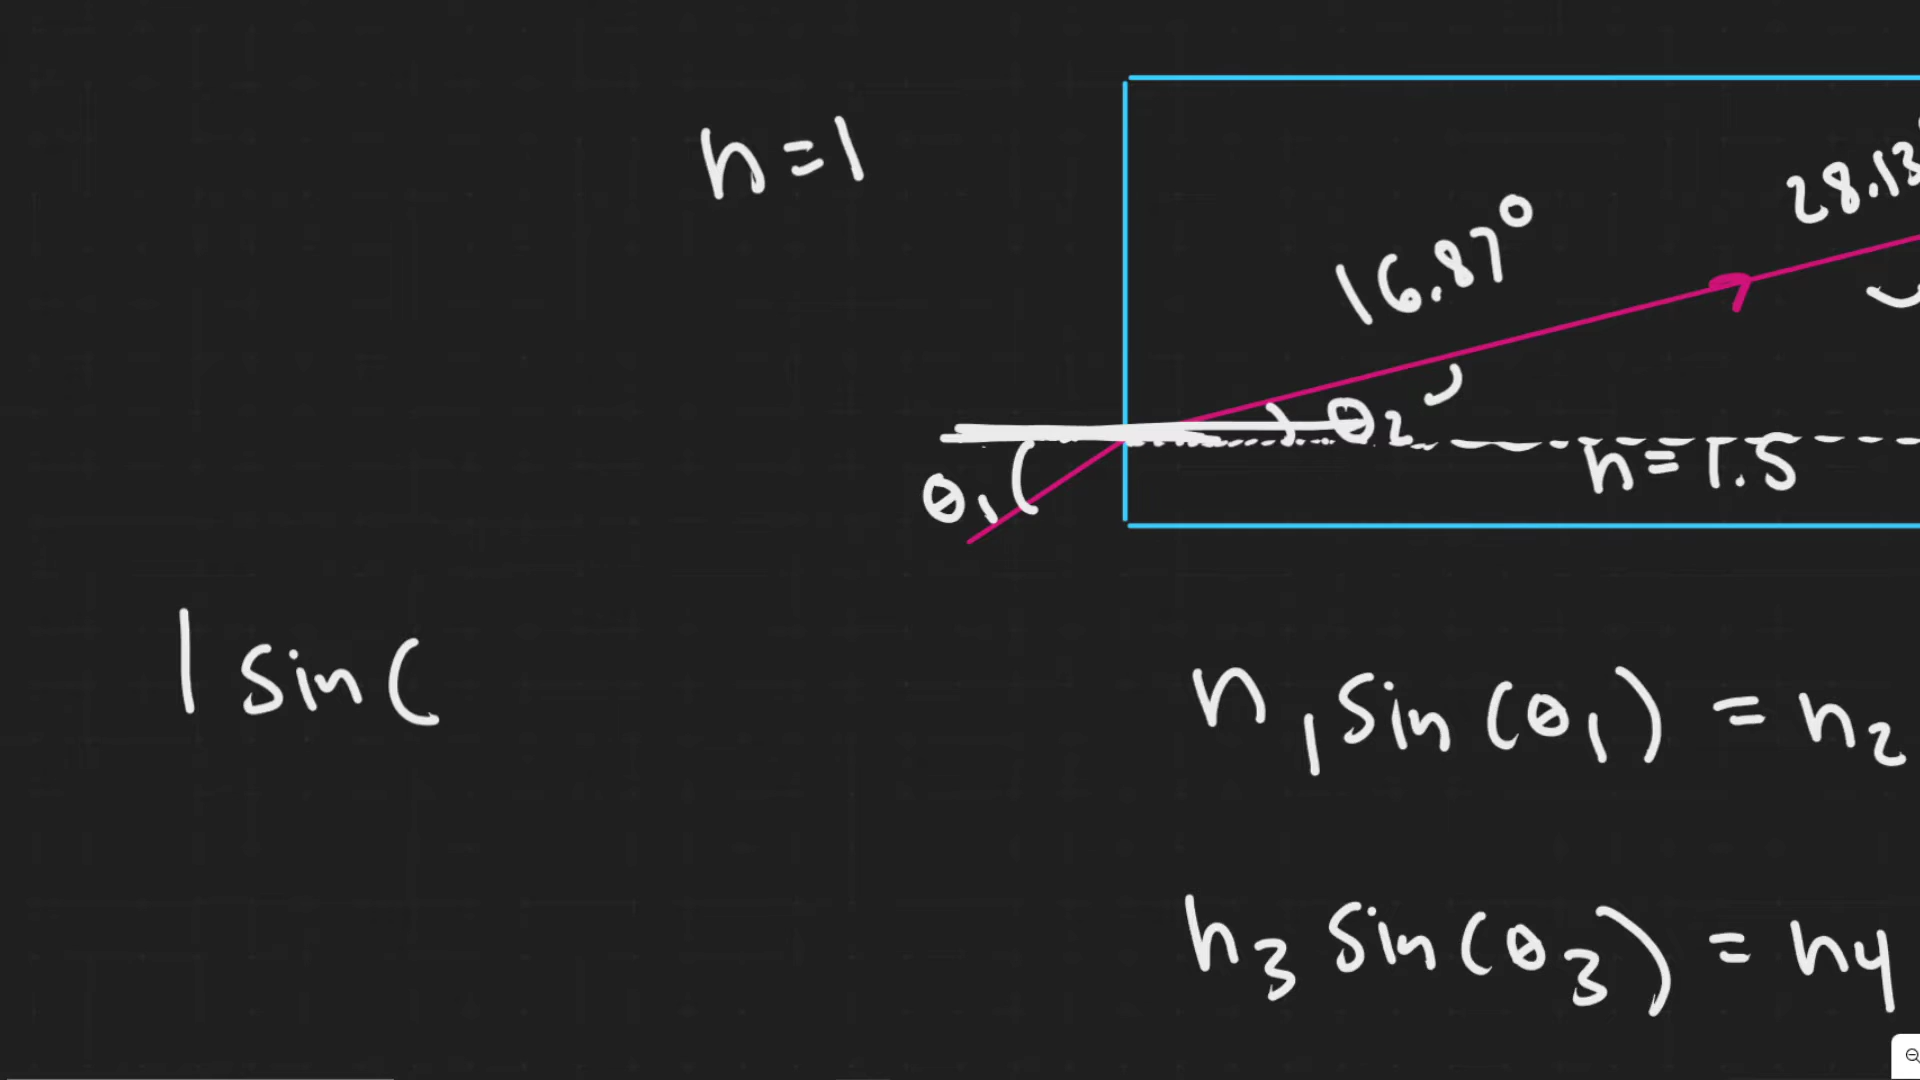 n=1
28.13
16.87°
θ2
n=1.5
θ1
1 sin(
n1 sin(θ1) = n2
n3 sin(θ3) = n4